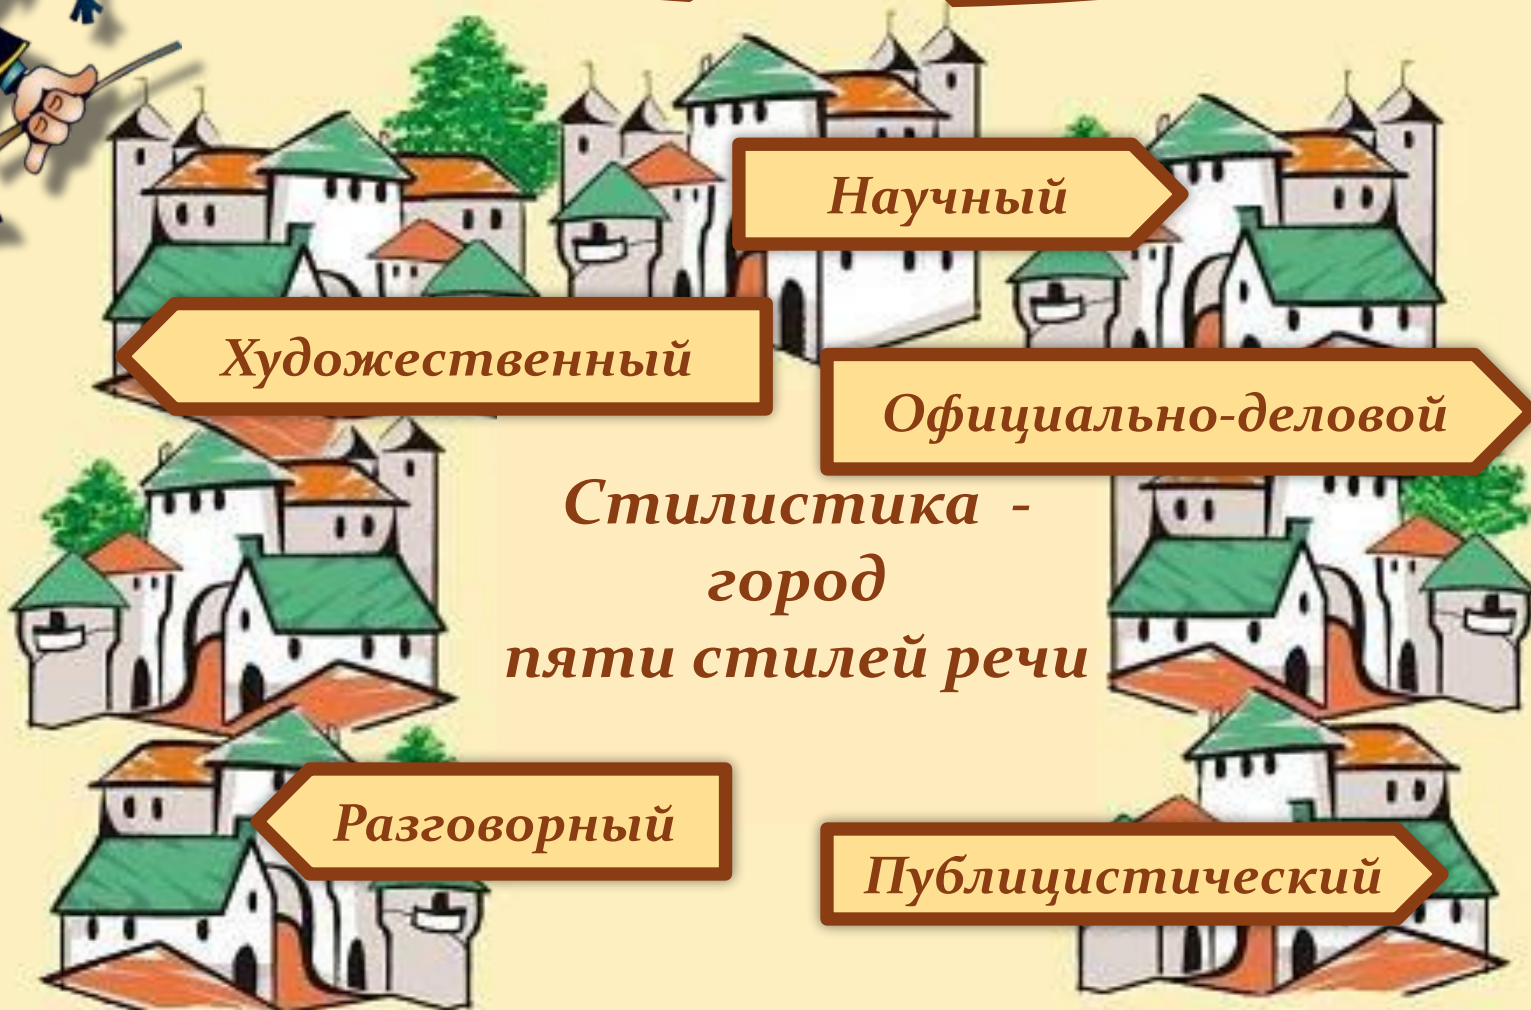 Научный
Художественный
Официально-деловой
Стилистика -
город
пяти стилей речи
Разговорный
Публицистический